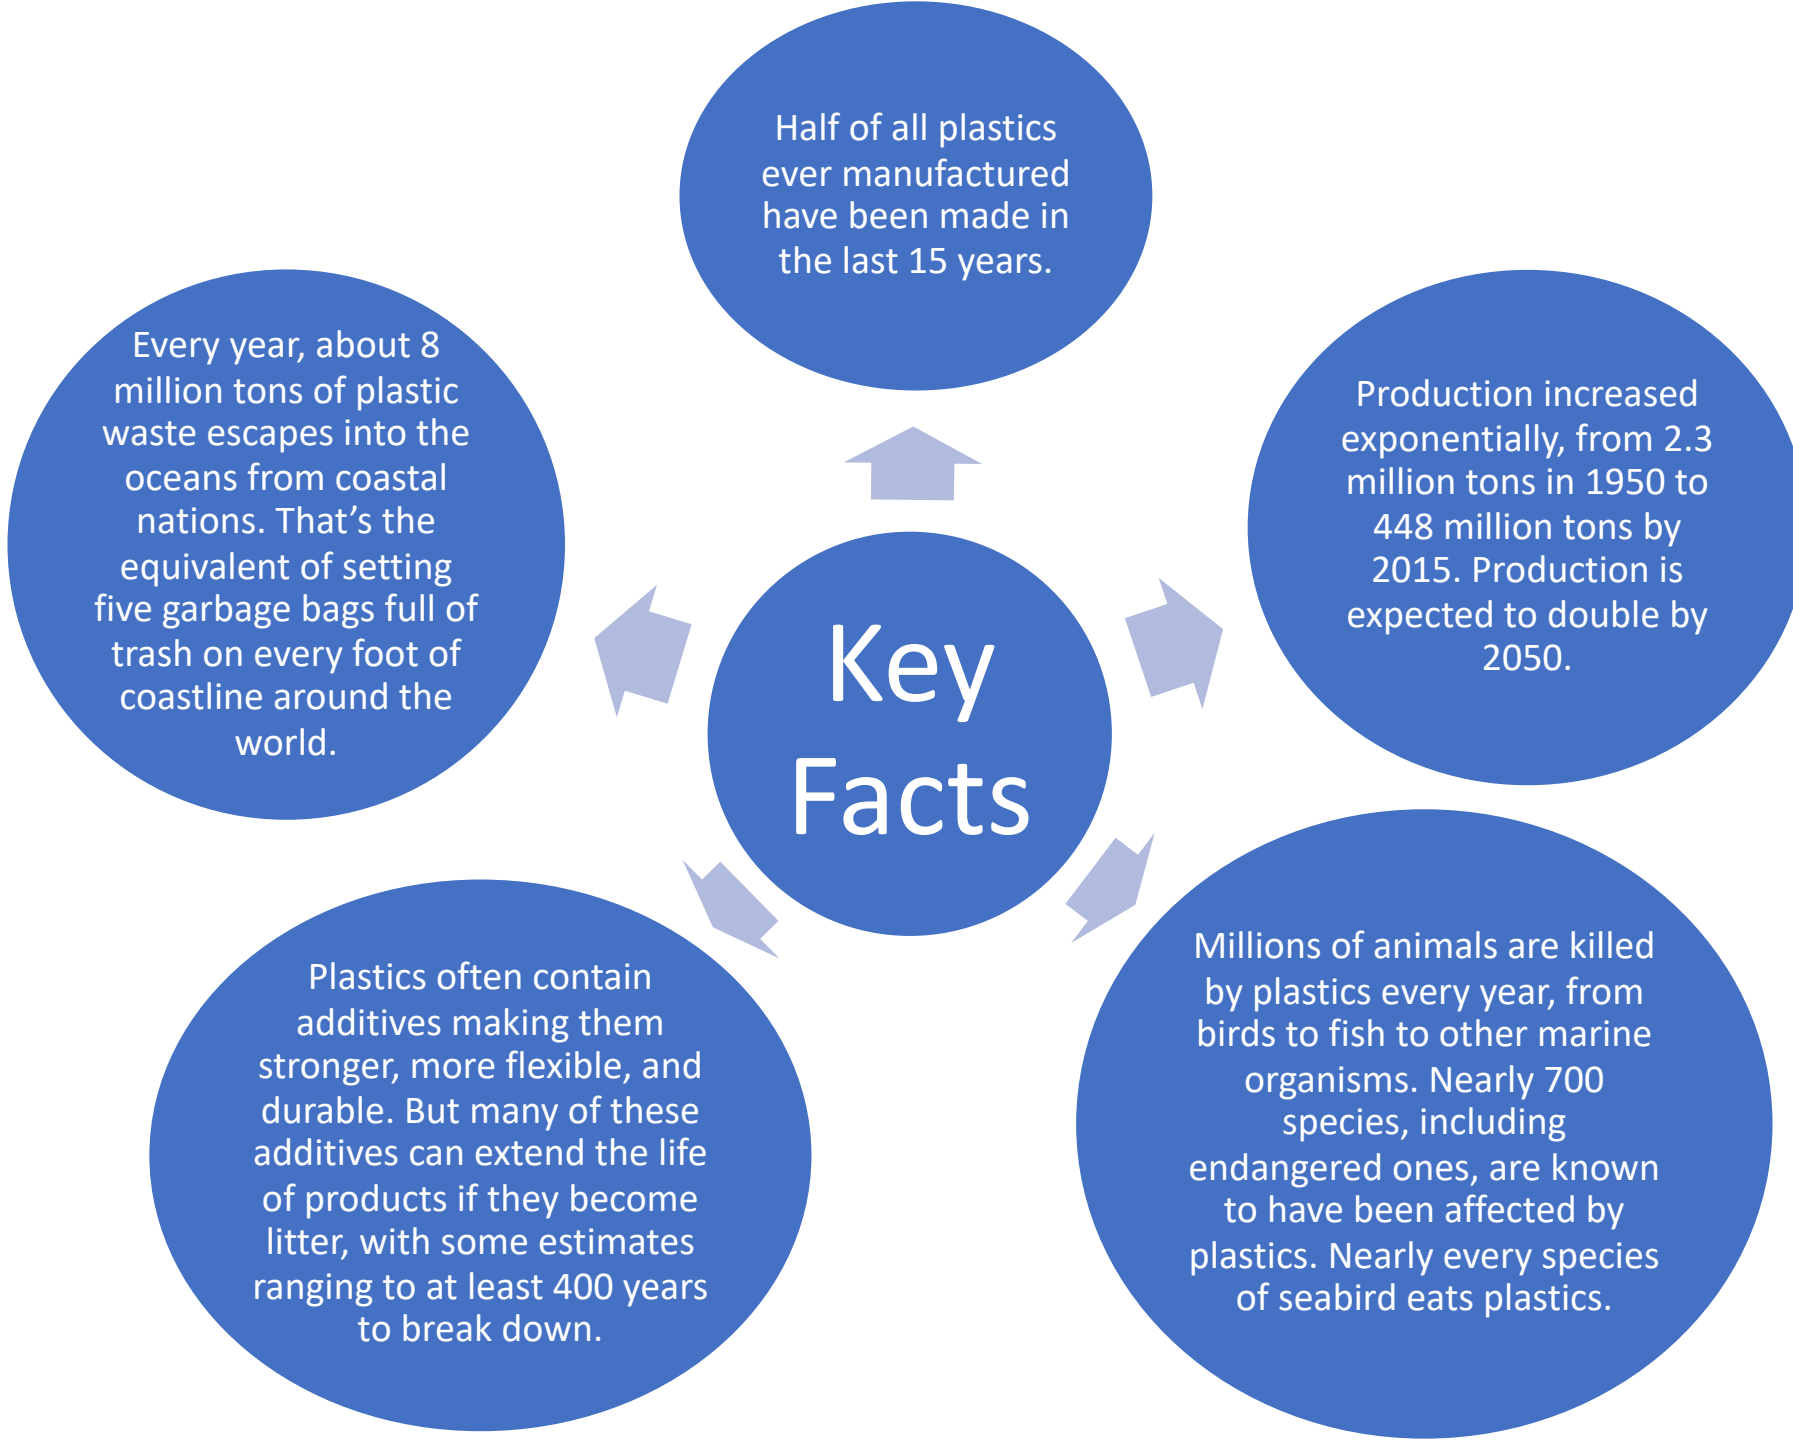 Half of all plastics
ever manufactured
have been made in
the last 15 years.
Production increased
exponentially, from 2.3
million tons in 1950 to
448 million tons by
2015. Production is
expected to double by
2050.
Millions of animals are killed
by plastics every year, from
birds to fish to other marine
organisms. Nearly 700
species, including
endangered ones, are known
to have been affected by
plastics. Nearly every species
of seabird eats plastics.
Plastics often contain
additives making them
stronger, more flexible, and
durable. But many of these
additives can extend the life
of products if they become
litter, with some estimates
ranging to at least 400 years
to break down.
Every year, about 8
million tons of plastic
waste escapes into the
oceans from coastal
nations. That’s the
equivalent of setting
five garbage bags full of
trash on every foot of
coastline around the
world.
Key
Facts